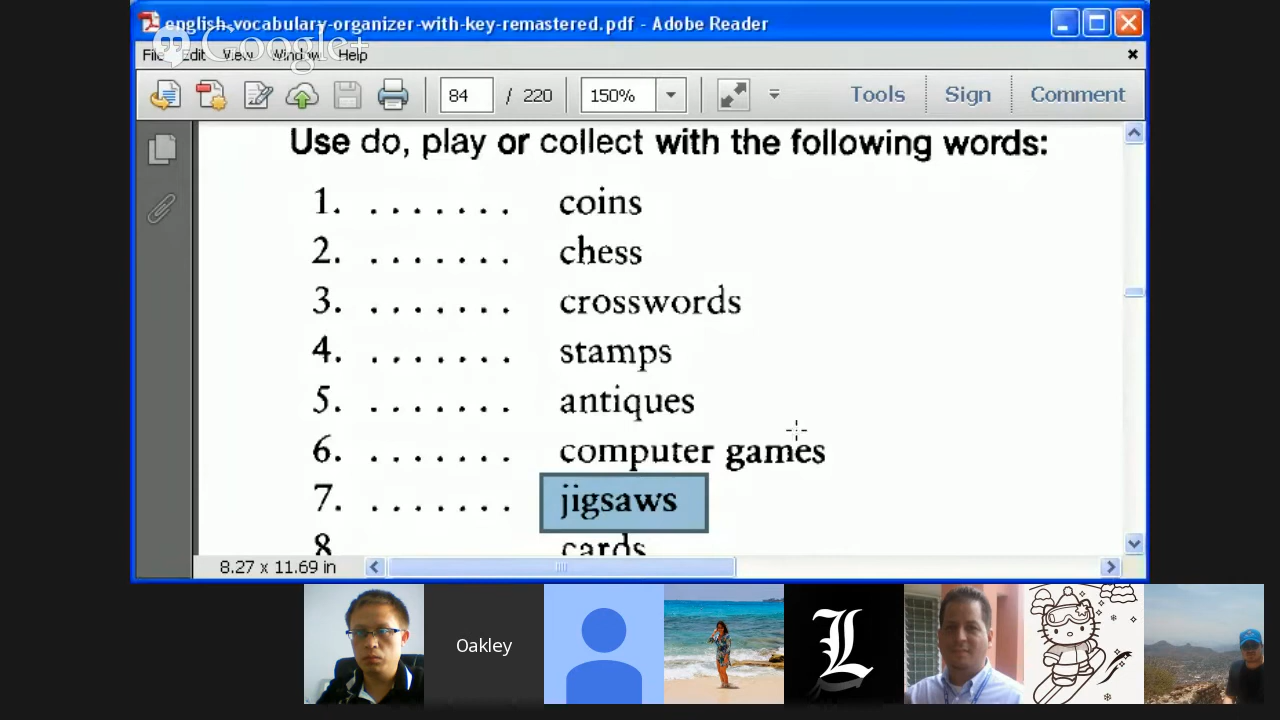 english-vocabulary-organizer-with-key-remastered.pdf - Adobe Reader
Google+
File Edit View Window Help
84 / 220 150% Tools Sign Comment
Use do, play or collect with the following words:
1. . . . . . . . coins
2. . . . . . . . chess
3. . . . . . . . crosswords
4. . . . . . . . stamps
5. . . . . . . . antiques
6. . . . . . . . computer games
7. . . . . . . . jigsaws
8 cards
8.27 x 11.69 in
Oakley
L